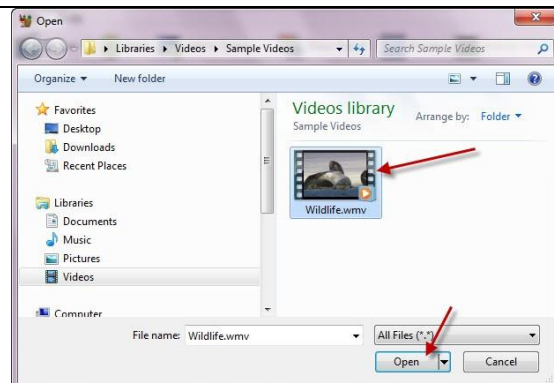 Open
Libraries Videos Sample Videos
Search Sample Videos
Organize New folder
Favorites
Desktop
Downloads
Recent Places
Libraries
Documents
Music
Pictures
Videos
Computer
Videos library
Sample Videos
Arrange by: Folder
Wildlife.wmv
File name: Wildlife.wmv
All Files (*.*)
Open
Cancel